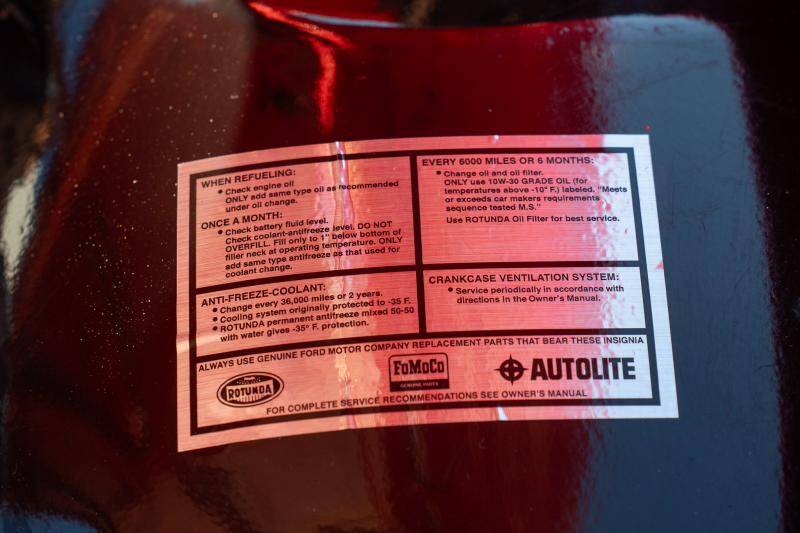 WHEN REFUELING:
● Check engine oil
ONLY add same type oil as recommended
under oil change.
ONCE A MONTH:
● Check battery fluid level.
Check coolant-antifreeze level. DO NOT
OVERFILL. Fill only to 1" below bottom of
filler neck at operating temperature. ONLY
add same type antifreeze as that used for
coolant change.
EVERY 6000 MILES OR 6 MONTHS:
● Change oil and oil filter.
ONLY use 10W-30 GRADE OIL (for
temperatures above -10° F.) labeled, "Meets
or exceeds car makers requirements
sequence tested M.S."
Use ROTUNDA Oil Filter for best service.
ANTI-FREEZE-COOLANT:
● Change every 36,000 miles or 2 years.
● Cooling system originally protected to -35 F.
● ROTUNDA permanent antifreeze mixed 50-50
with water gives -35° F. protection.
CRANKCASE VENTILATION SYSTEM:
● Service periodically in accordance with
directions in the Owner's Manual.
ALWAYS USE GENUINE FORD MOTOR COMPANY REPLACEMENT PARTS THAT BEAR THESE INSIGNIA
ROTUNDA
FoMoCo
GENUINE PARTS
AUTOLITE
FOR COMPLETE SERVICE RECOMMENDATIONS SEE OWNER'S MANUAL